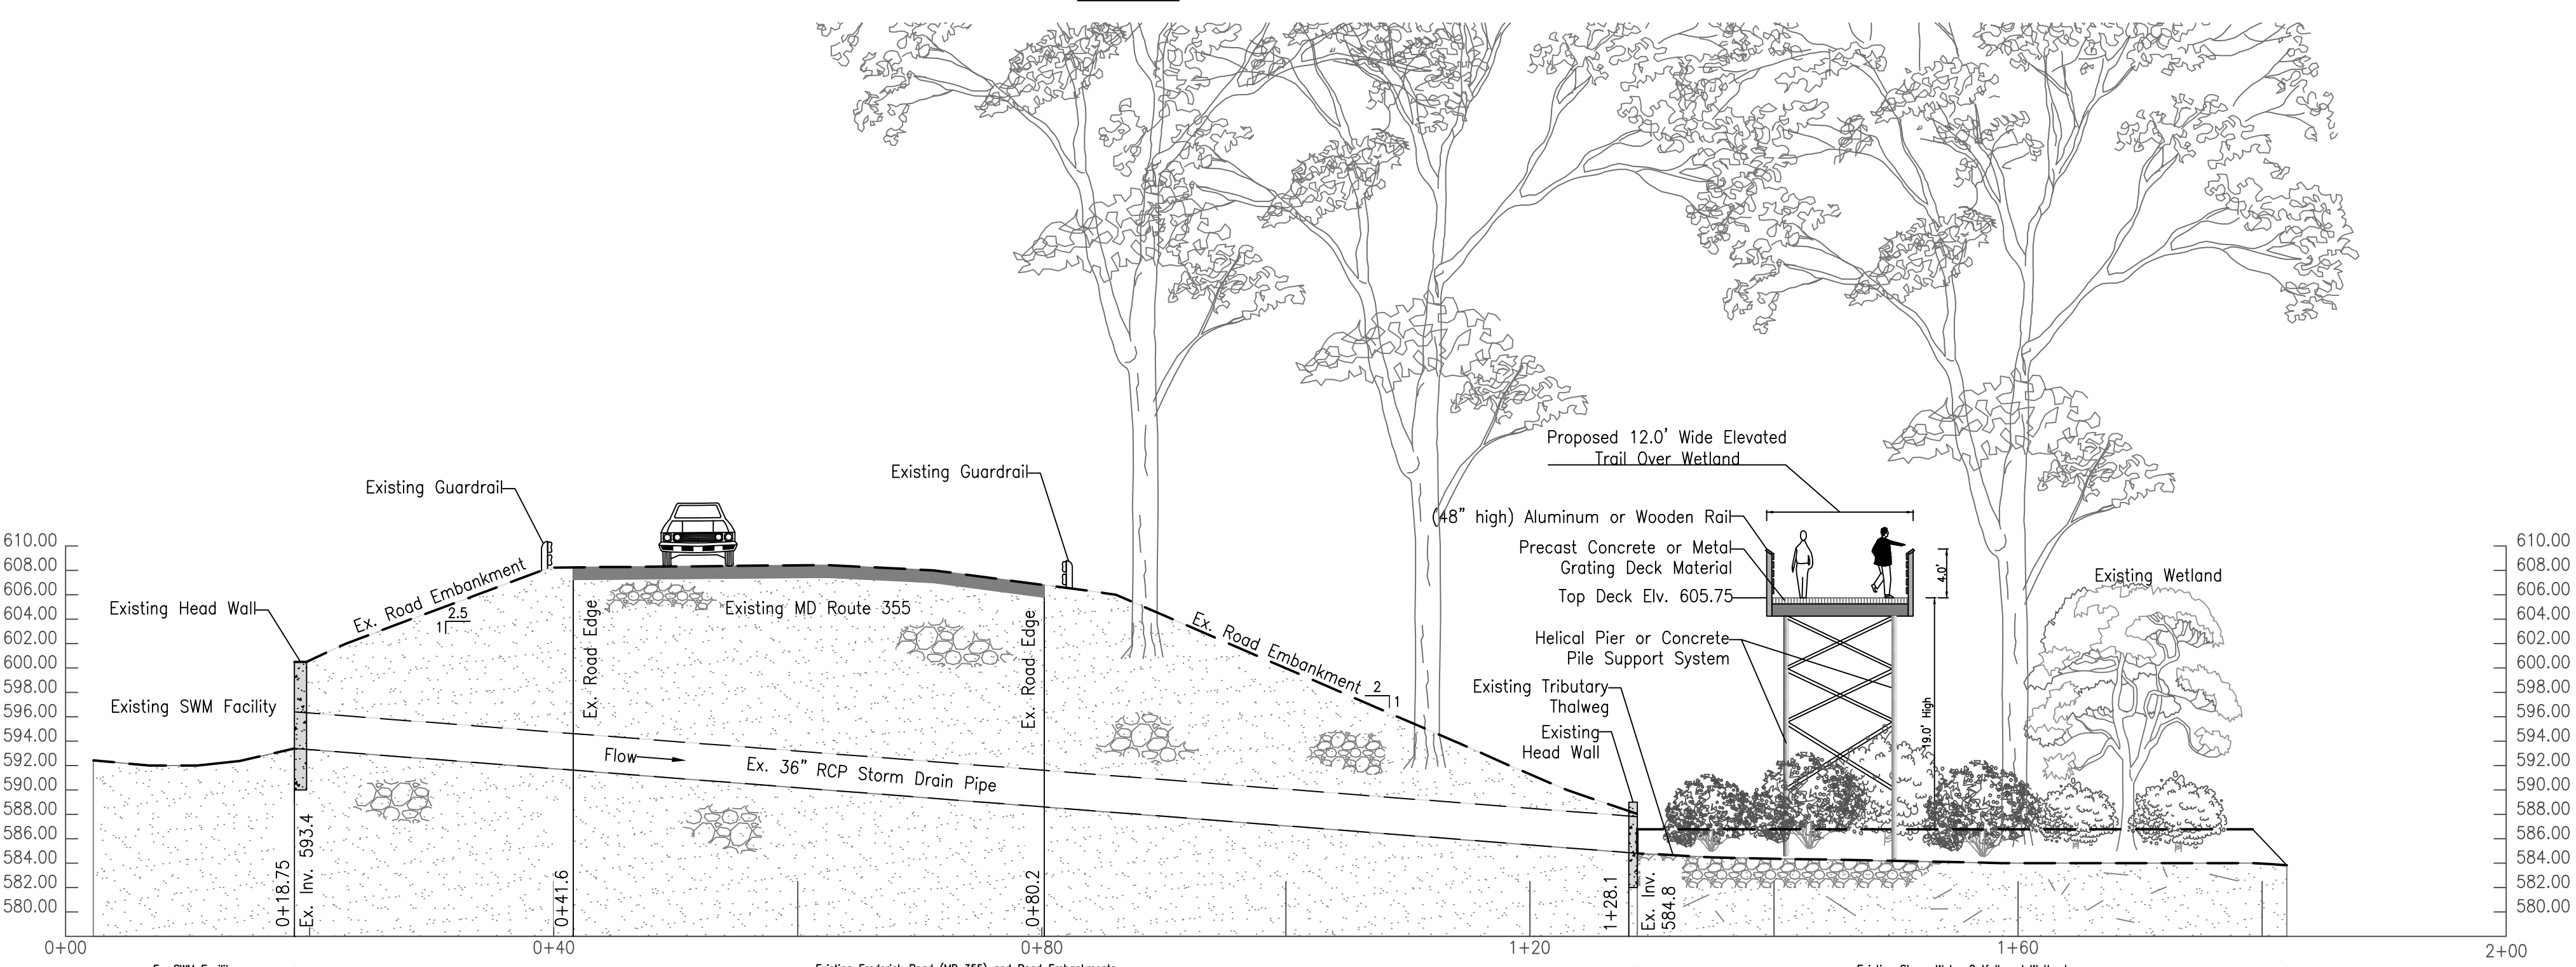 Proposed 12.0' Wide Elevated
Trail Over Wetland
Existing Guardrail
Existing Guardrail
(48" high) Aluminum or Wooden Rail
Precast Concrete or Metal
Grating Deck Material
Top Deck Elv. 605.75
4.0'
Existing Wetland
Ex. Road Embankment
2.5
1
Existing Head Wall
Existing MD Route 355
Ex. Road Edge
Ex. Road Edge
Ex. Road Embankment
2
1
Helical Pier or Concrete
Pile Support System
Existing Tributary
Thalweg
19.0' High
Existing SWM Facility
Existing
Head Wall
Flow
Ex. 36" RCP Storm Drain Pipe
0+18.75
Ex. Inv. 593.4
0+41.6
0+80.2
1+28.1
Ex. Inv.
584.8
610.00
608.00
606.00
604.00
602.00
600.00
598.00
596.00
594.00
592.00
590.00
588.00
586.00
584.00
582.00
580.00
610.00
608.00
606.00
604.00
602.00
600.00
598.00
596.00
594.00
592.00
590.00
588.00
586.00
584.00
582.00
580.00
0+00
0+40
0+80
1+20
1+60
2+00
Existing Frederick Road (MD 355) and Road Embankments